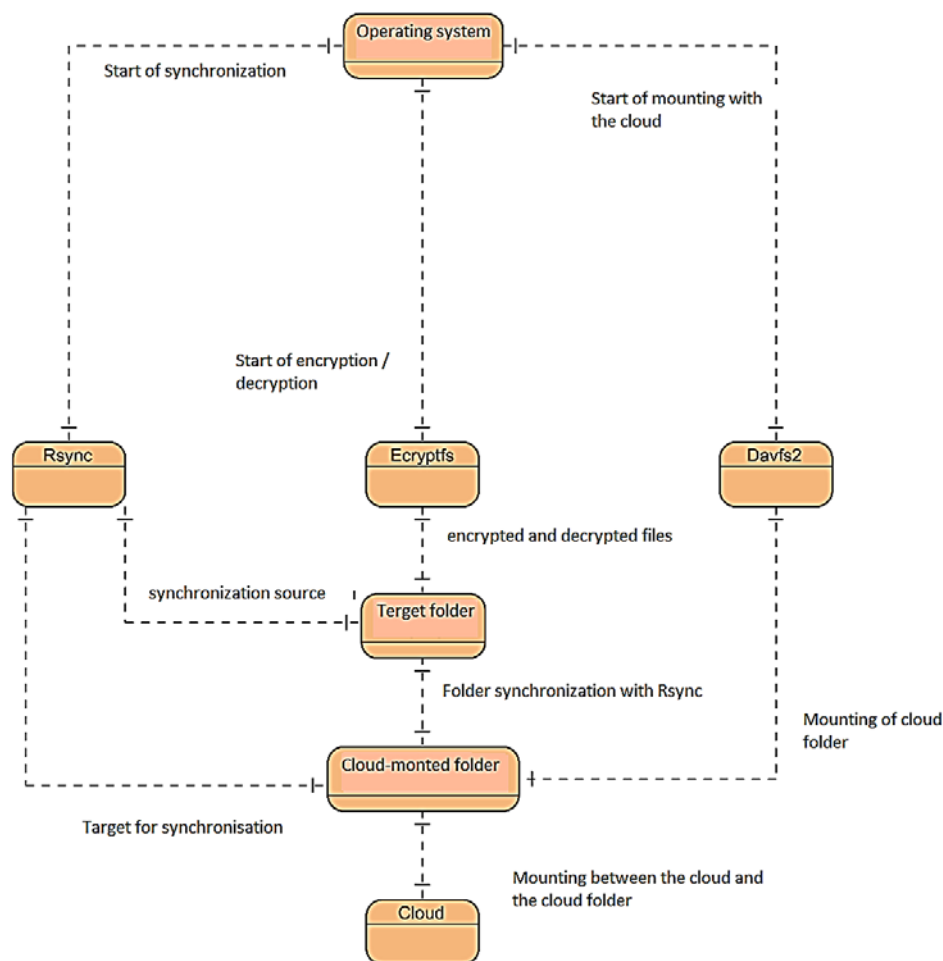 Operating system
Start of synchronization
Start of mounting with
the cloud
Start of encryption /
decryption
Rsync
Ecryptfs
Davfs2
encrypted and decrypted files
synchronization source
Terget folder
Folder synchronization with Rsync
Mounting of cloud
folder
Cloud-monted folder
Target for synchronisation
Mounting between the cloud and
the cloud folder
Cloud